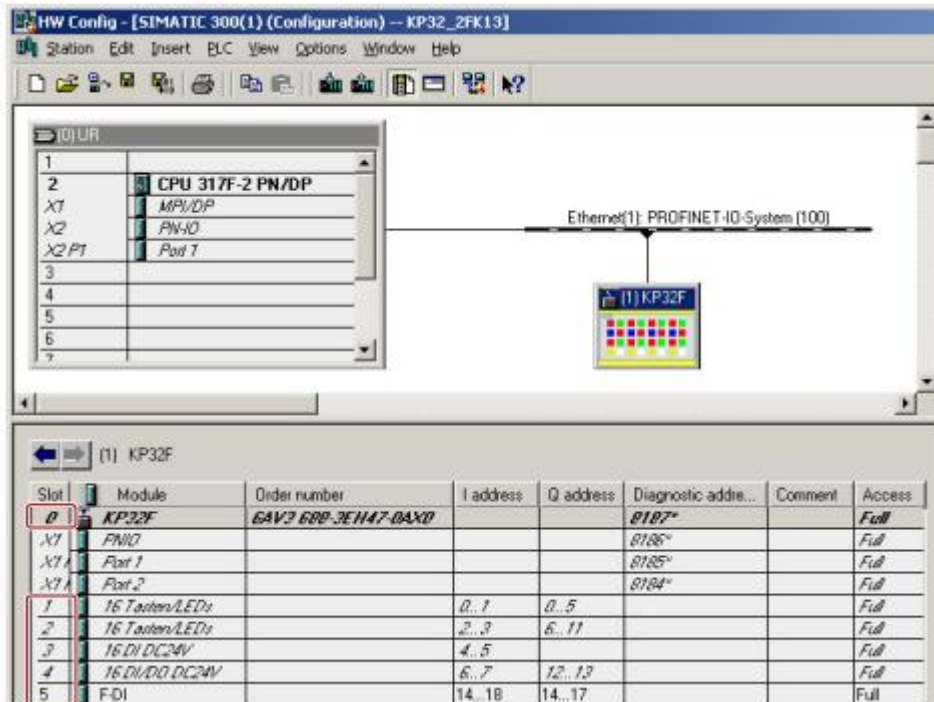 HW Config - [SIMATIC 300(1) (Configuration) -- KP32_2FK13]
Station Edit Insert PLC View Options Window Help
(0) UR
1
2 CPU 317F-2 PN/DP
X1 MPI/DP
X2 PN-IO
X2 P1 Port 1
3
4
5
6
7
Ethernet(1): PROFINET-IO-System (100)
(1) KP32F
(1) KP32F
Slot Module Order number I address Q address Diagnostic addre... Comment Access
0 KP32F 6AV3 688-3EH47-0AX0 8187* Full
X1 PNIO 8186* Full
X1 Port 1 8185* Full
X1 Port 2 8184* Full
1 16 Tasten/LEDs 0...1 0...5 Full
2 16 Tasten/LEDs 2...3 6...11 Full
3 16 DI DC24V 4...5 Full
4 16 DI/DO DC24V 6...7 12...13 Full
5 F-DI 14...18 14...17 Full